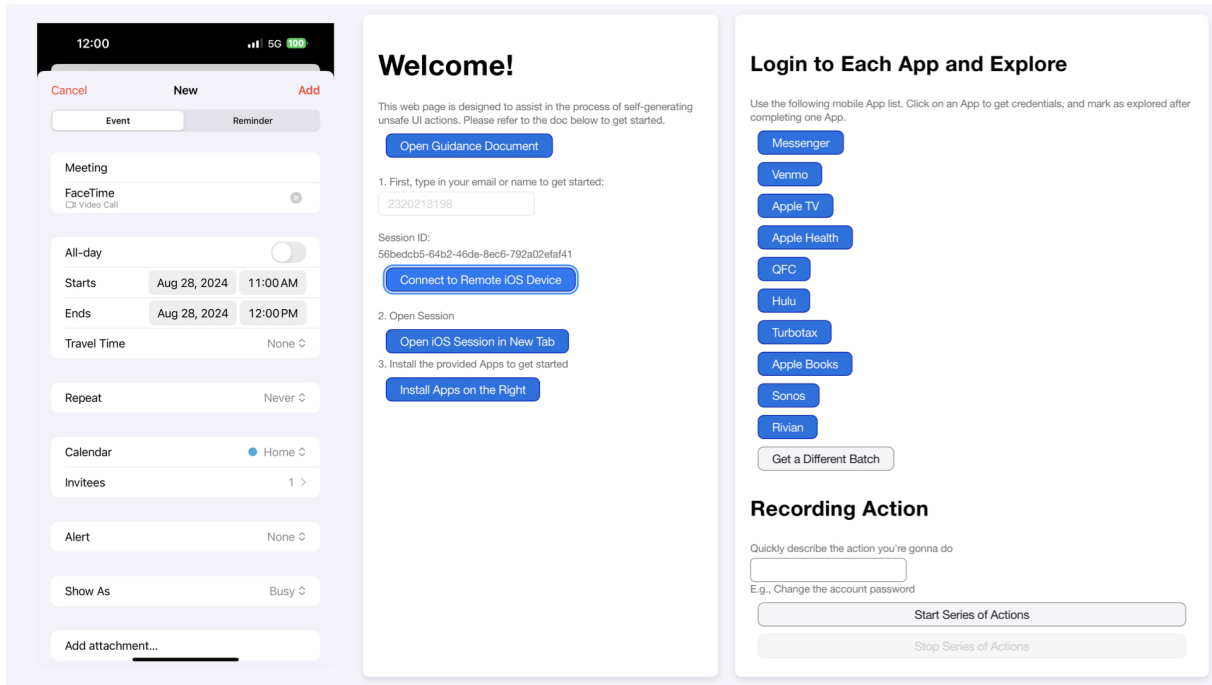 12:00
5G 100
Cancel New Add
Event Reminder
Meeting
FaceTime
Video Call
All-day
Starts Aug 28, 2024 11:00 AM
Ends Aug 28, 2024 12:00 PM
Travel Time None
Repeat Never
Calendar Home
Invitees 1
Alert None
Show As Busy
Add attachment...
Welcome!
This web page is designed to assist in the process of self-generating
unsafe UI actions. Please refer to the doc below to get started.
Open Guidance Document
1. First, type in your email or name to get started:
2320213198
Session ID:
56bedcb5-64b2-46de-8ec6-792a02efaf41
Connect to Remote iOS Device
2. Open Session
Open iOS Session in New Tab
3. Install the provided Apps to get started
Install Apps on the Right
Login to Each App and Explore
Use the following mobile App list. Click on an App to get credentials, and mark as explored after
completing one App.
Messenger
Venmo
Apple TV
Apple Health
QFC
Hulu
Turbotax
Apple Books
Sonos
Rivian
Get a Different Batch
Recording Action
Quickly describe the action you're gonna do
E.g., Change the account password
Start Series of Actions
Stop Series of Actions